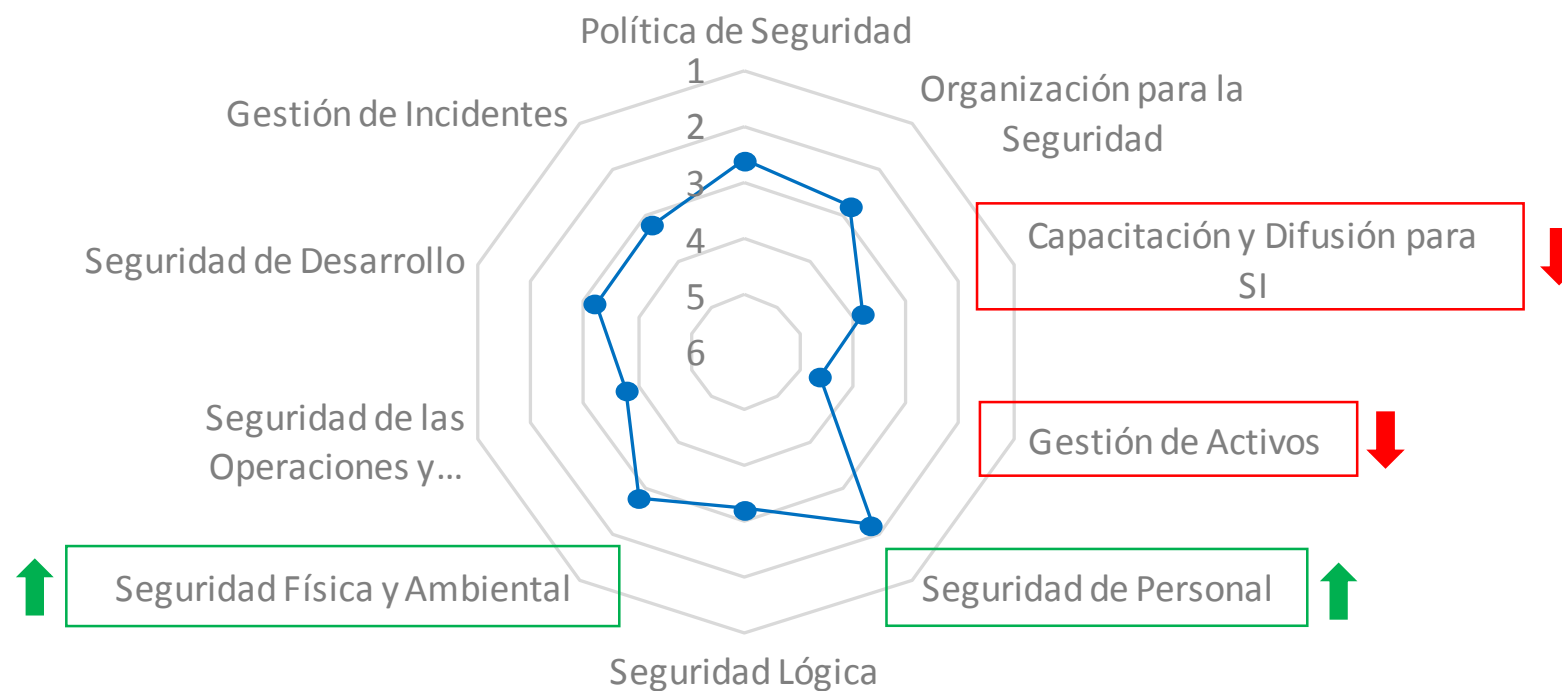 Política de Seguridad
1
Organización para la
Seguridad
Gestión de Incidentes
2
3
Capacitación y Difusión para
SI
4
Seguridad de Desarrollo
5
6
Seguridad de las
Operaciones y...
Gestión de Activos
Seguridad Física y Ambiental
Seguridad de Personal
Seguridad Lógica